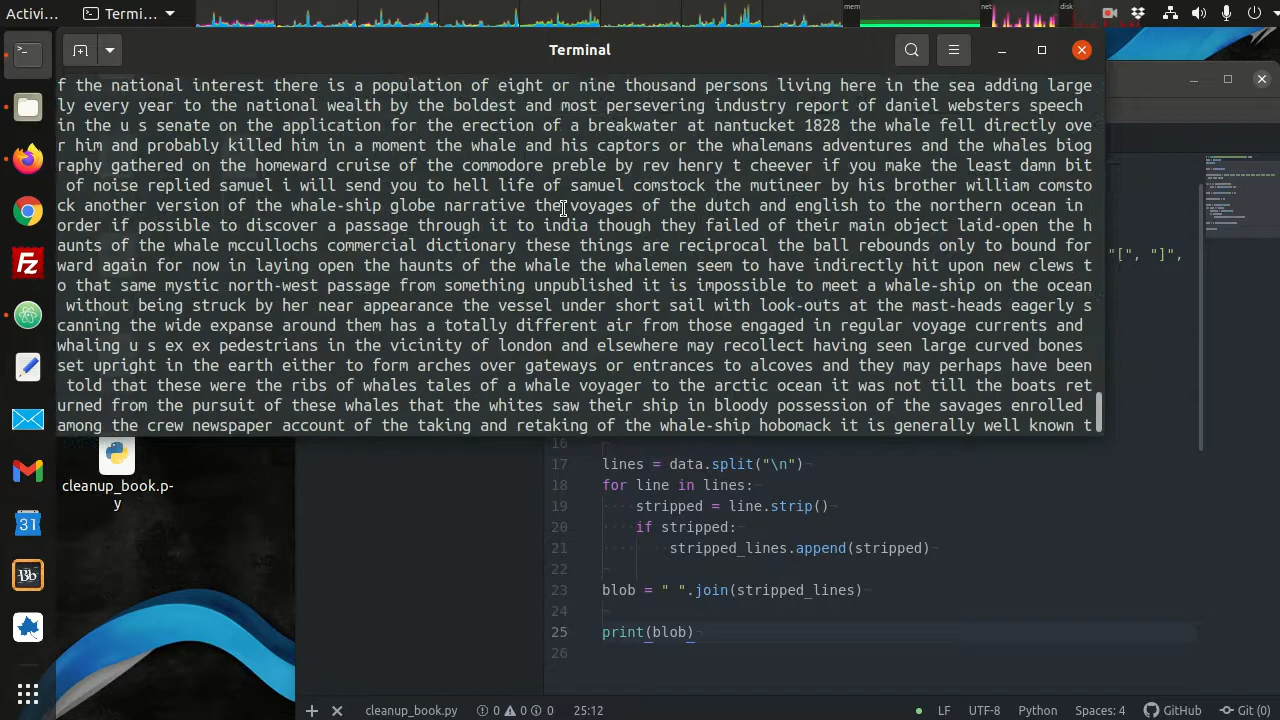 Activi...
Termi...
mem
net
disk
Terminal
f the national interest there is a population of eight or nine thousand persons living here in the sea adding large
ly every year to the national wealth by the boldest and most persevering industry report of daniel websters speech
in the u s senate on the application for the erection of a breakwater at nantucket 1828 the whale fell directly ove
r him and probably killed him in a moment the whale and his captors or the whalemans adventures and the whales biog
raphy gathered on the homeward cruise of the commodore preble by rev henry t cheever if you make the least damn bit
of noise replied samuel i will send you to hell life of samuel comstock the mutineer by his brother william comsto
ck another version of the whale-ship globe narrative the voyages of the dutch and english to the northern ocean in
order if possible to discover a passage through it to india though they failed of their main object laid-open the h
aunts of the whale mccullochs commercial dictionary these things are reciprocal the ball rebounds only to bound for
ward again for now in laying open the haunts of the whale the whalemen seem to have indirectly hit upon new clews t
o that same mystic north-west passage from something unpublished it is impossible to meet a whale-ship on the ocean
without being struck by her near appearance the vessel under short sail with look-outs at the mast-heads eagerly s
canning the wide expanse around them has a totally different air from those engaged in regular voyage currents and
whaling u s ex ex pedestrians in the vicinity of london and elsewhere may recollect having seen large curved bones
set upright in the earth either to form arches over gateways or entrances to alcoves and they may perhaps have been
told that these were the ribs of whales tales of a whale voyager to the arctic ocean it was not till the boats ret
urned from the pursuit of these whales that the whites saw their ship in bloody possession of the savages enrolled
among the crew newspaper account of the taking and retaking of the whale-ship hobomack it is generally well known t
"[", "]",
Fz
Bb
31
cleanup_book.p-
y
16
17 lines = data.split("\n")
18 for line in lines:
19 stripped = line.strip()
20 if stripped:
21 stripped_lines.append(stripped)
22
23 blob = " ".join(stripped_lines)
24
25 print(blob)
26
cleanup_book.py 0 0 0 25:12 LF UTF-8 Python Spaces: 4 GitHub Git (0)